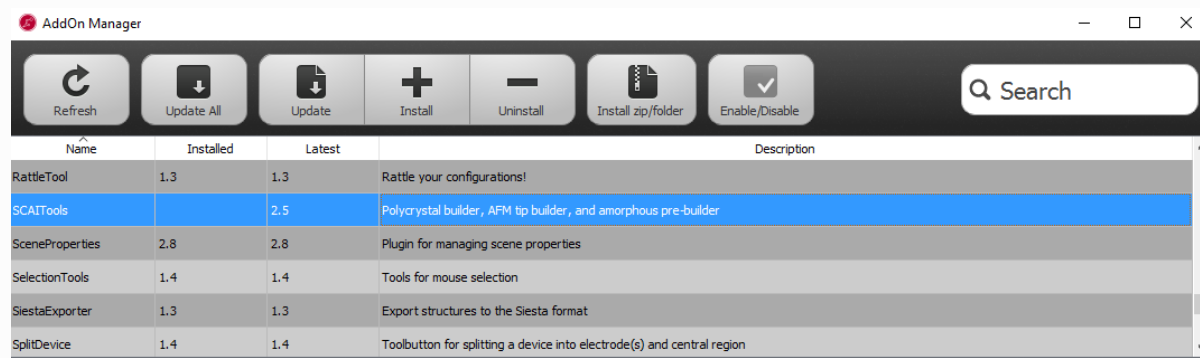 AddOn Manager
Refresh Update All Update Install Uninstall Install zip/folder Enable/Disable Search
Name Installed Latest Description
RattleTool 1.3 1.3 Rattle your configurations!
SCAITools 2.5 Polycrystal builder, AFM tip builder, and amorphous pre-builder
SceneProperties 2.8 2.8 Plugin for managing scene properties
SelectionTools 1.4 1.4 Tools for mouse selection
SiestaExporter 1.3 1.3 Export structures to the Siesta format
SplitDevice 1.4 1.4 Toolbutton for splitting a device into electrode(s) and central region